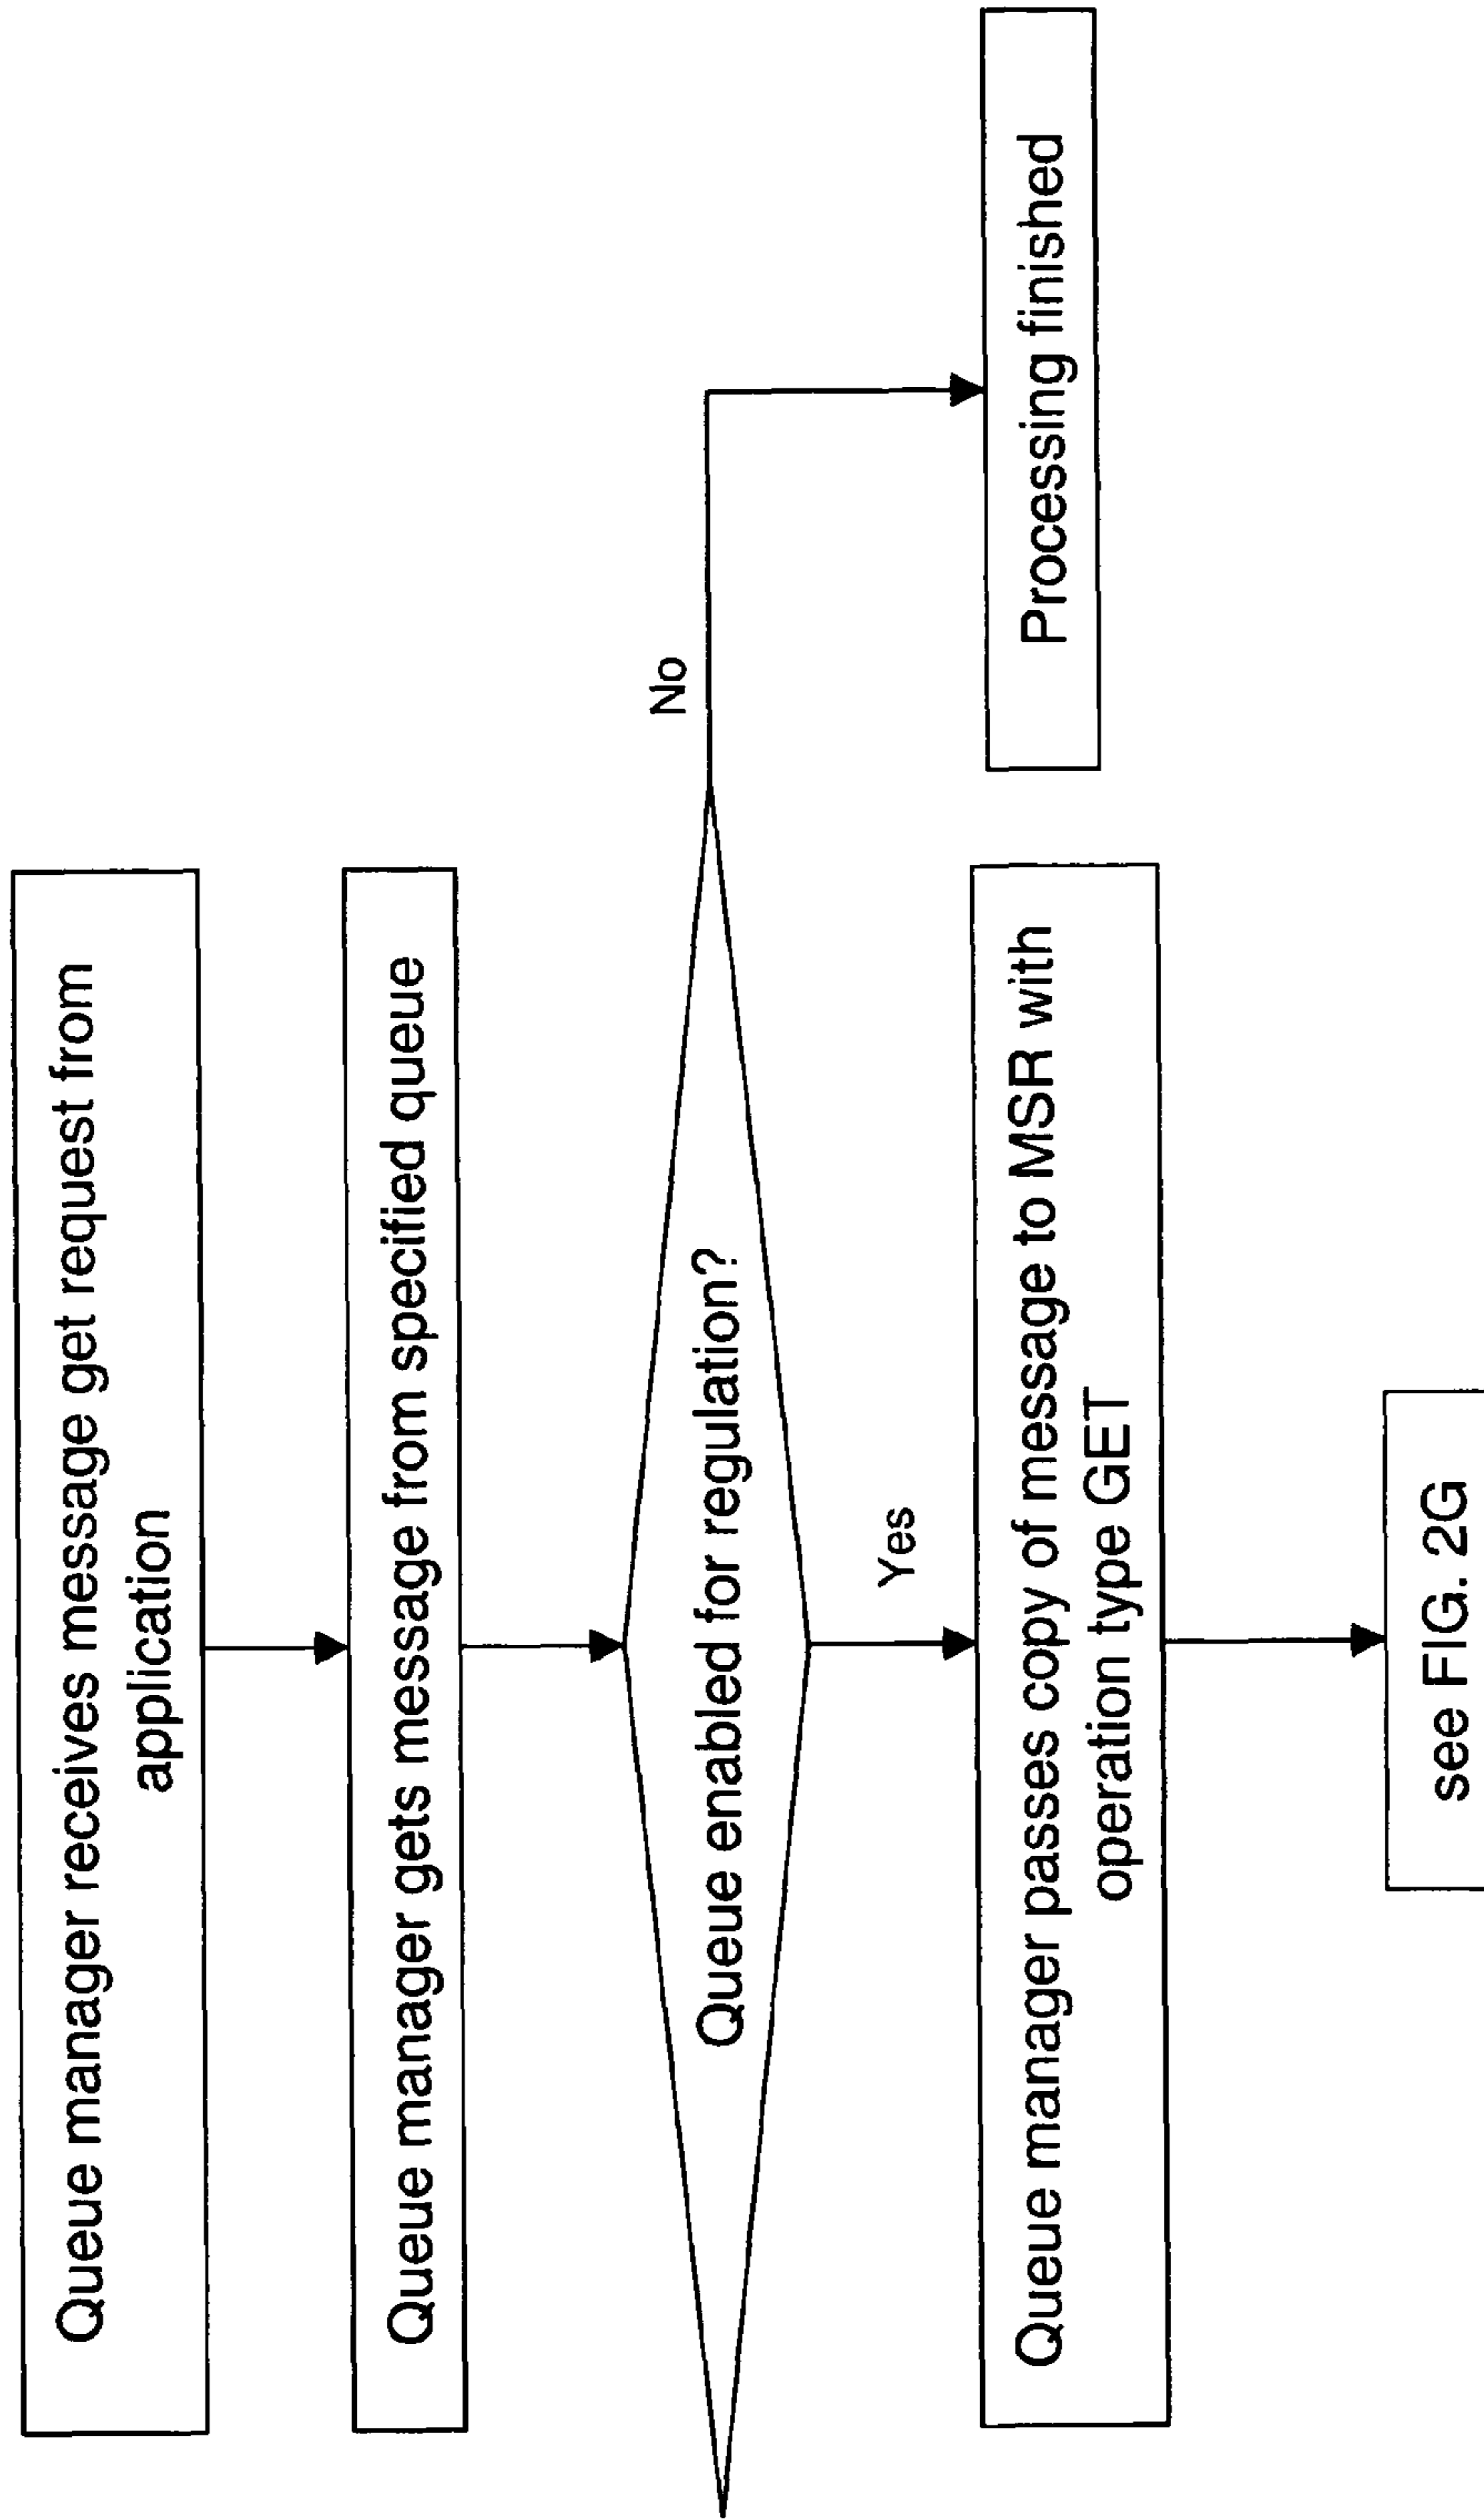 Queue manager receives message get request from
application
Queue manager gets message from specified queue
Queue enabled for regulation?
No
Yes
Queue manager passes copy of message to MSR with
operation type GET
Processing finished
see FIG. 2G